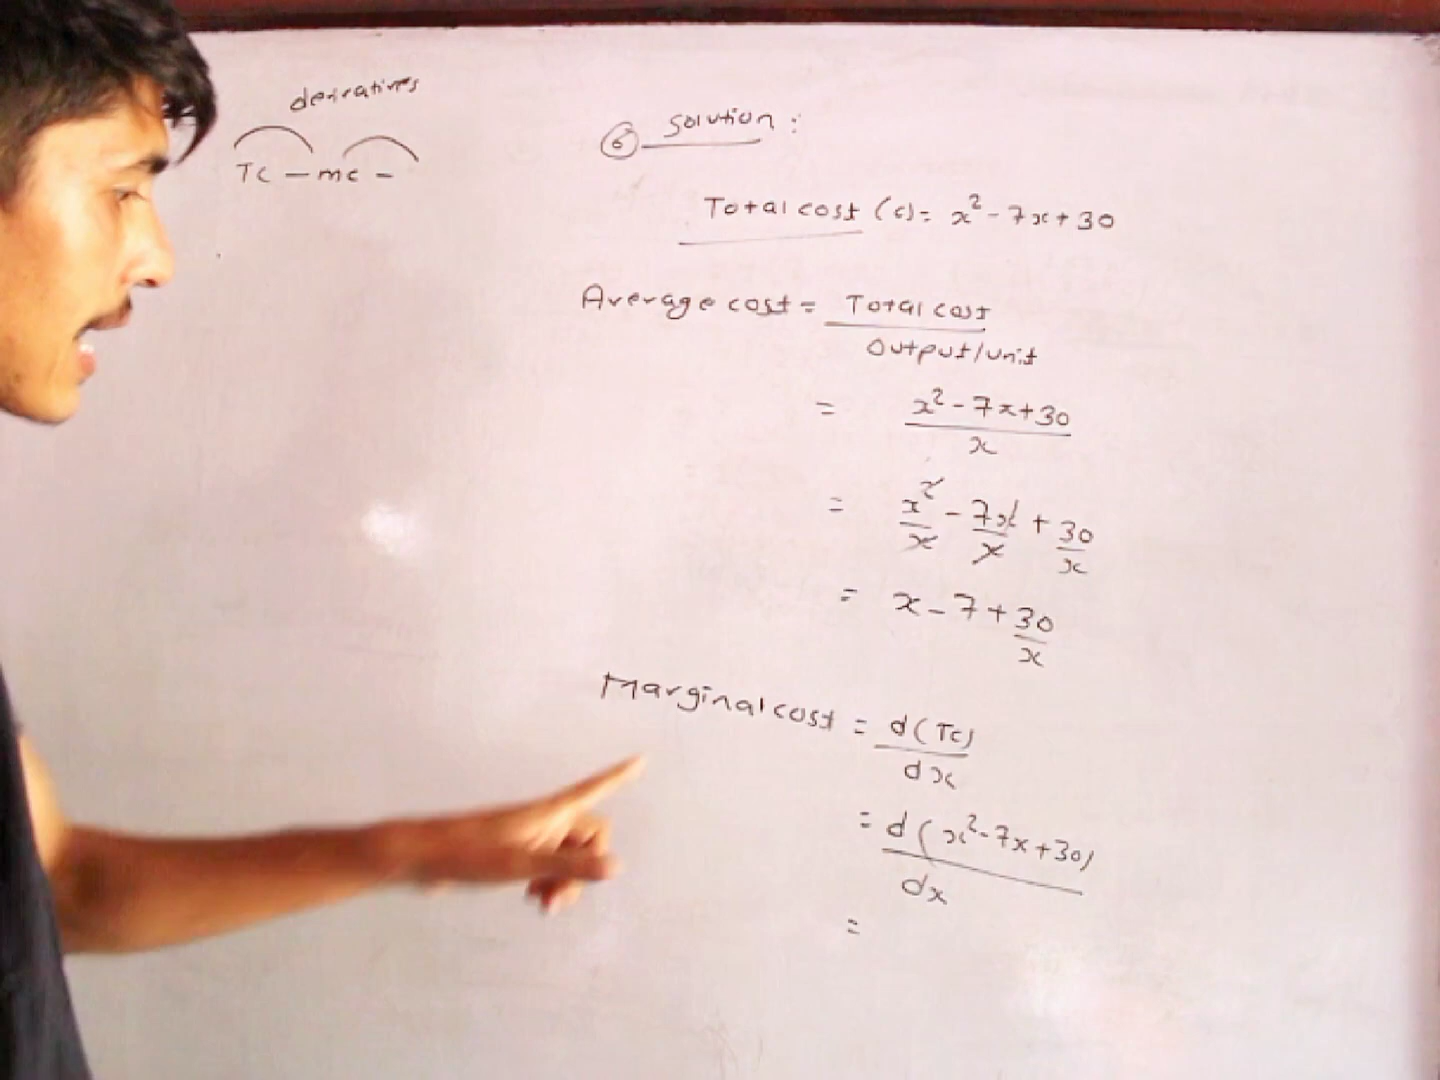 derivatives
TC — mc –
6 Solution :
Total cost (c) = x² - 7x + 30
Average cost = Total cost
Output/unit
= x² - 7x + 30
x
= x² - 7x + 30
x x x
= x - 7 + 30
x
Marginal cost = d(TC)
dx
= d(x² - 7x + 30)
dx
=